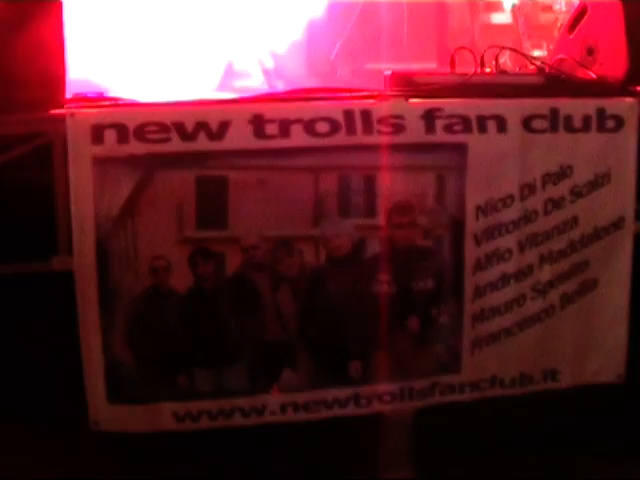 new trolls fan club
Nico Di Palo
Vittorio De Scalzi
Alfio Vitanza
Andrea Maddalone
Mauro Sposito
Francesco Bellia
www.newtrollsfanclub.it